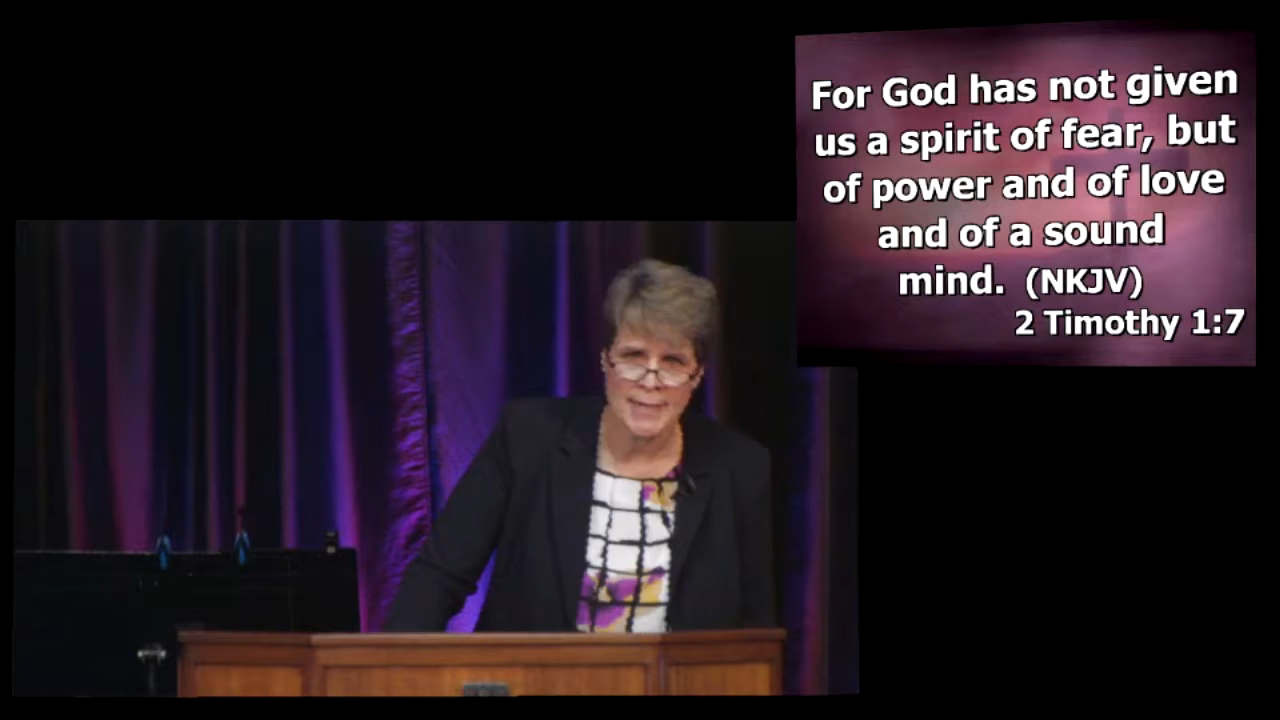 For God has not given
us a spirit of fear, but
of power and of love
and of a sound
mind. (NKJV)
2 Timothy 1:7